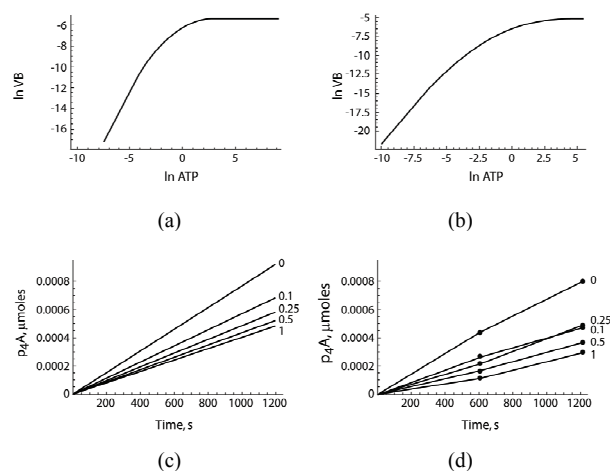 -6
-8
-10
-12
-14
-16
ln V/B
-10 -5 0 5
ln ATP
(a)
-5
-7.5
-10
-12.5
-15
-17.5
-20
ln V/B
-10 -7.5 -5 -2.5 0 2.5 5
ln ATP
(b)
0.0008
0.0006
0.0004
0.0002
0
p₄A, μmoles
0
0.1
0.25
0.5
1
200 400 600 800 1000 1200
Time, s
(c)
0.0008
0.0006
0.0004
0.0002
0
p₄A, μmoles
0
0.25
0.1
0.5
1
200 400 600 800 1000 1200
Time, s
(d)